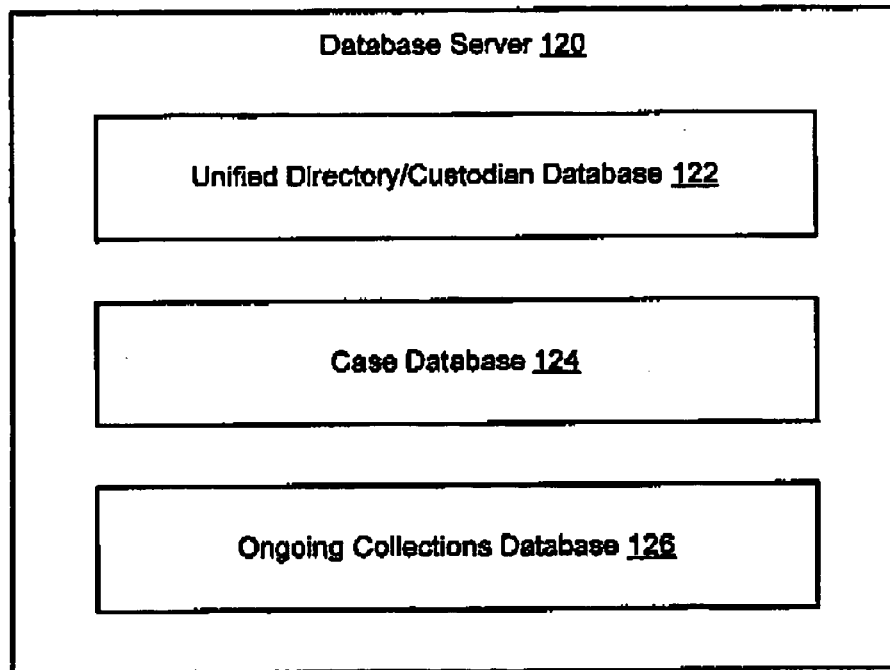 Database Server 120
Unified Directory/Custodian Database 122
Case Database 124
Ongoing Collections Database 126